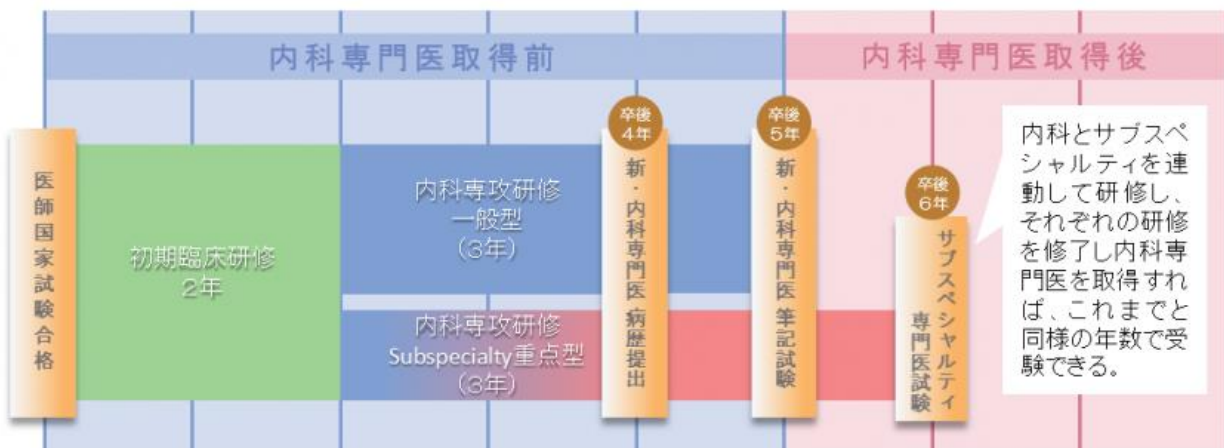 内科専門医取得前
内科専門医取得後
医師国家試験合格
初期臨床研修
2年
内科専攻研修
一般型
(3年)
内科専攻研修
Subspecialty重点型
(3年)
卒後
4年
新・内科専門医 病歴提出
卒後
5年
新・内科専門医 筆記試験
卒後
6年
サブスペシャルティ
専門医試験
内科とサブスペ
シャルティを連
動して研修し、
それぞれの研修
を修了し内科専
門医を取得すれ
ば、これまでと
同様の年数で受
験できる。